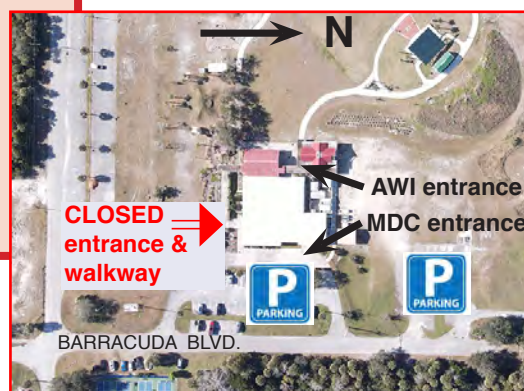 N
AWI entrance
MDC entrance
CLOSED
entrance &
walkway
P
PARKING
P
PARKING
BARRACUDA BLVD.